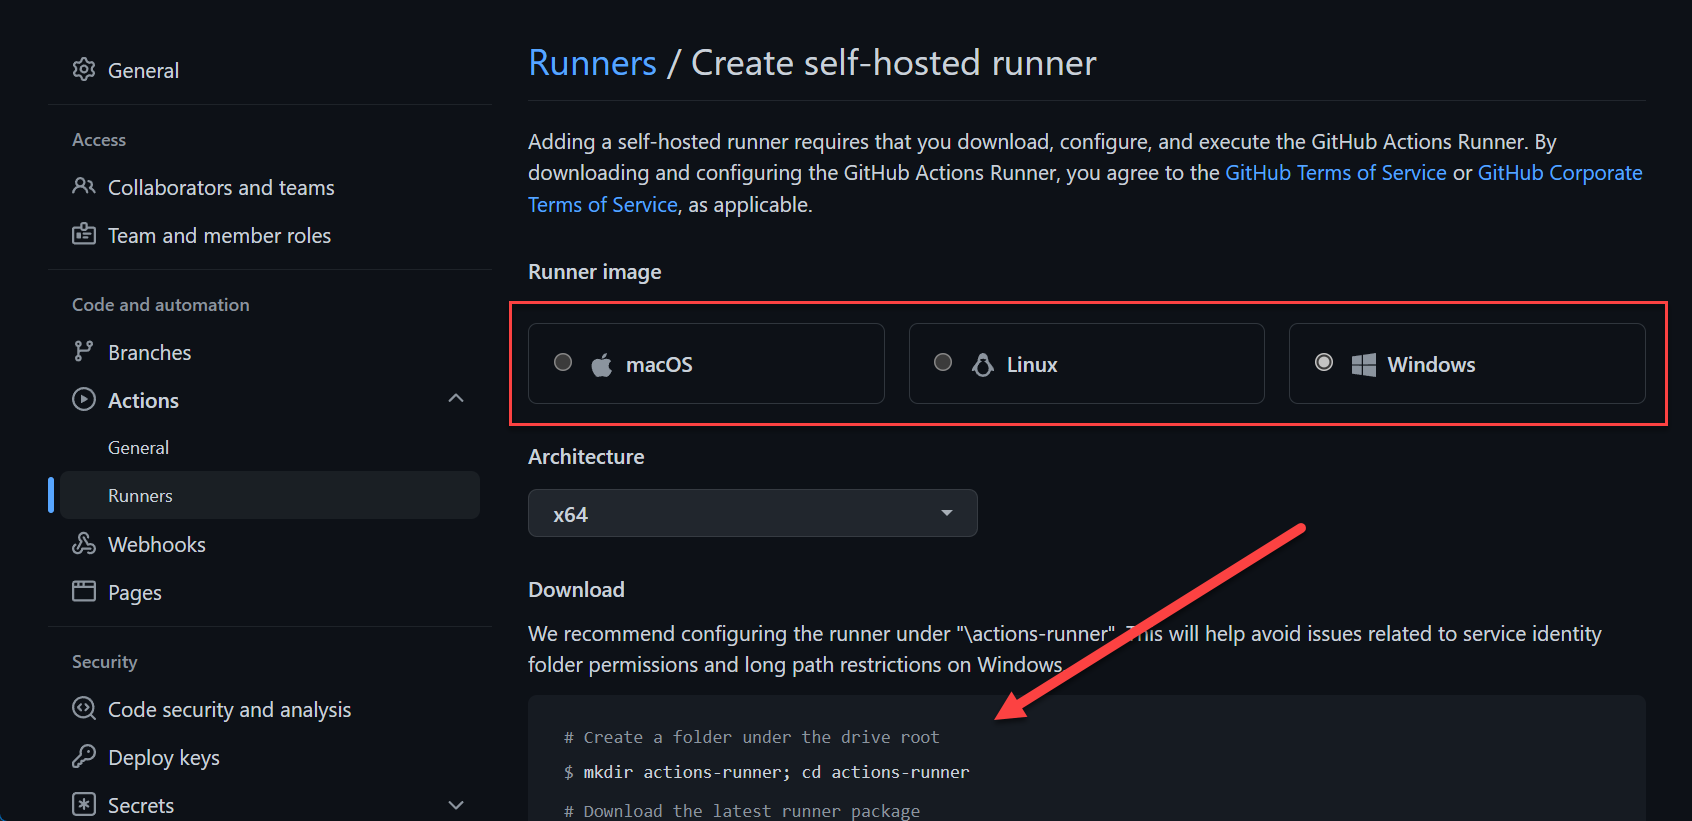 General
Access
Collaborators and teams
Team and member roles
Code and automation
Branches
Actions
General
Runners
Webhooks
Pages
Security
Code security and analysis
Deploy keys
Secrets
Runners / Create self-hosted runner
Adding a self-hosted runner requires that you download, configure, and execute the GitHub Actions Runner. By
downloading and configuring the GitHub Actions Runner, you agree to the GitHub Terms of Service or GitHub Corporate
Terms of Service, as applicable.
Runner image
macOS
Linux
Windows
Architecture
x64
Download
We recommend configuring the runner under "\actions-runner". This will help avoid issues related to service identity
folder permissions and long path restrictions on Windows
# Create a folder under the drive root
$ mkdir actions-runner; cd actions-runner
# Download the latest runner package